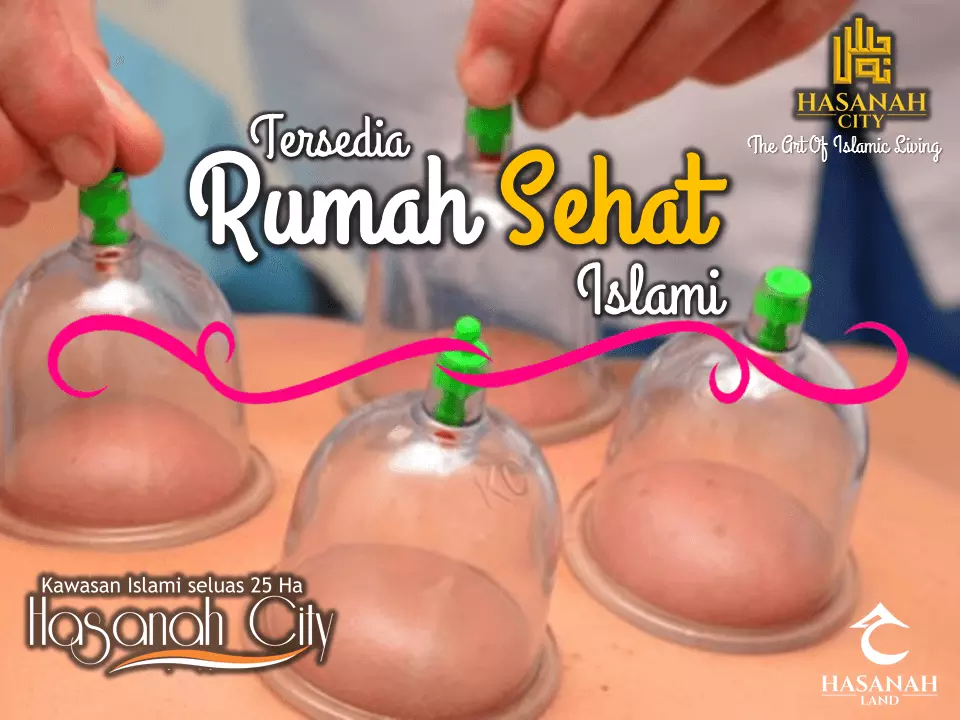 HASANAH
CITY
The Art Of Islamic Living
Tersedia
Rumah Sehat
Islami
Kawasan Islami seluas 25 Ha
Hasanah City
HASANAH
LAND